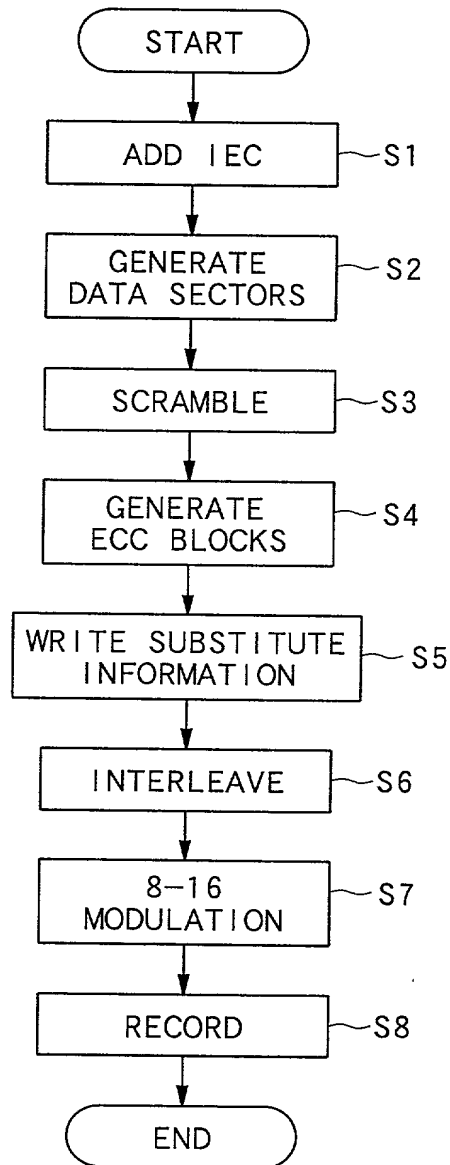 START
ADD IEC
S1
GENERATE
DATA SECTORS
S2
SCRAMBLE
S3
GENERATE
ECC BLOCKS
S4
WRITE SUBSTITUTE
INFORMATION
S5
INTERLEAVE
S6
8-16
MODULATION
S7
RECORD
S8
END